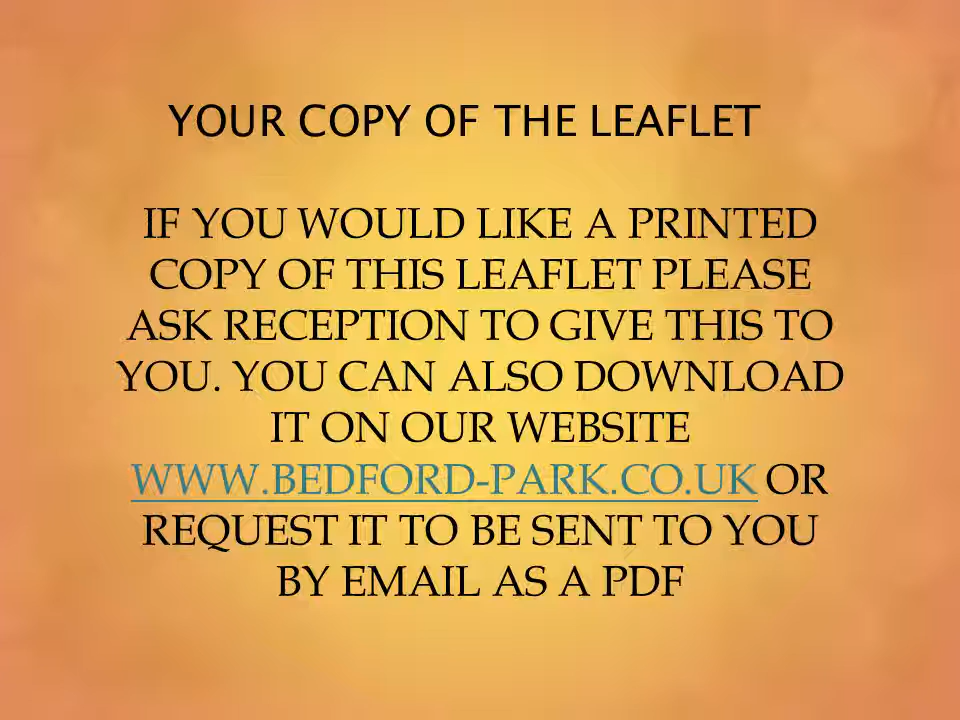 YOUR COPY OF THE LEAFLET
IF YOU WOULD LIKE A PRINTED
COPY OF THIS LEAFLET PLEASE
ASK RECEPTION TO GIVE THIS TO
YOU. YOU CAN ALSO DOWNLOAD
IT ON OUR WEBSITE
WWW.BEDFORD-PARK.CO.UK OR
REQUEST IT TO BE SENT TO YOU
BY EMAIL AS A PDF